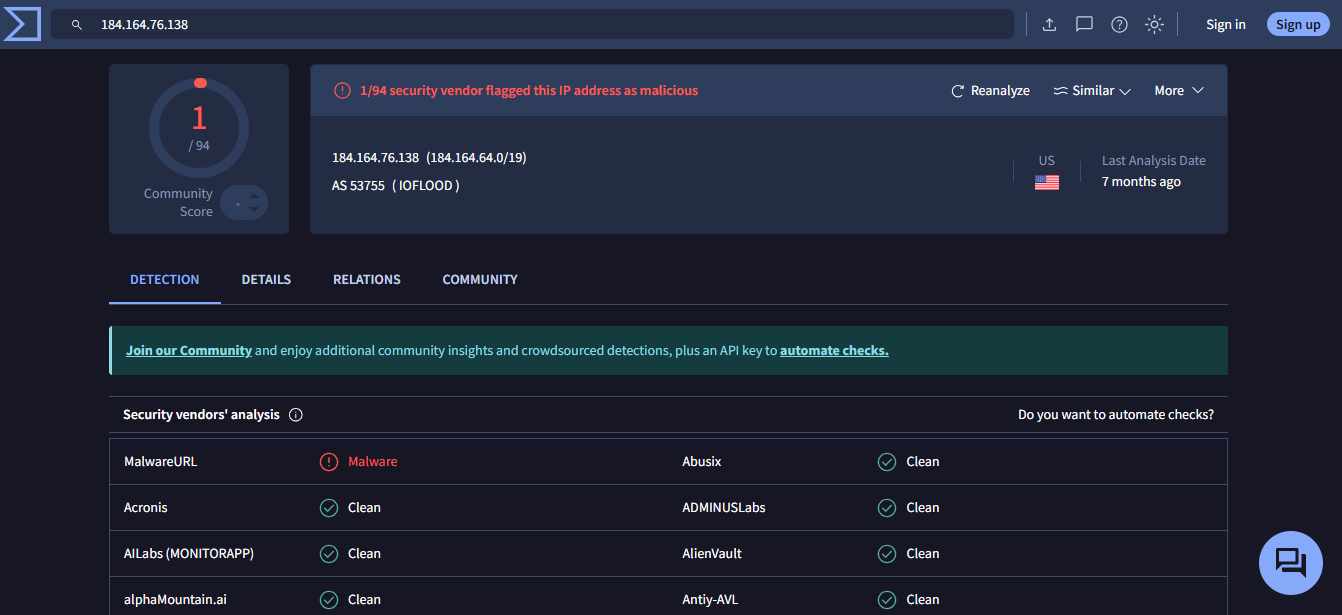 184.164.76.138
Sign in
Sign up
1
/ 94
Community
Score
1/94 security vendor flagged this IP address as malicious
Reanalyze
Similar
More
184.164.76.138 (184.164.64.0/19)
AS 53755 ( IOFLOOD )
US
Last Analysis Date
7 months ago
DETECTION
DETAILS
RELATIONS
COMMUNITY
Join our Community and enjoy additional community insights and crowdsourced detections, plus an API key to automate checks.
Security vendors' analysis
Do you want to automate checks?
MalwareURL Malware Abusix Clean
Acronis Clean ADMINUSLabs Clean
AILabs (MONITORAPP) Clean AlienVault Clean
alphaMountain.ai Clean Antiy-AVL Clean